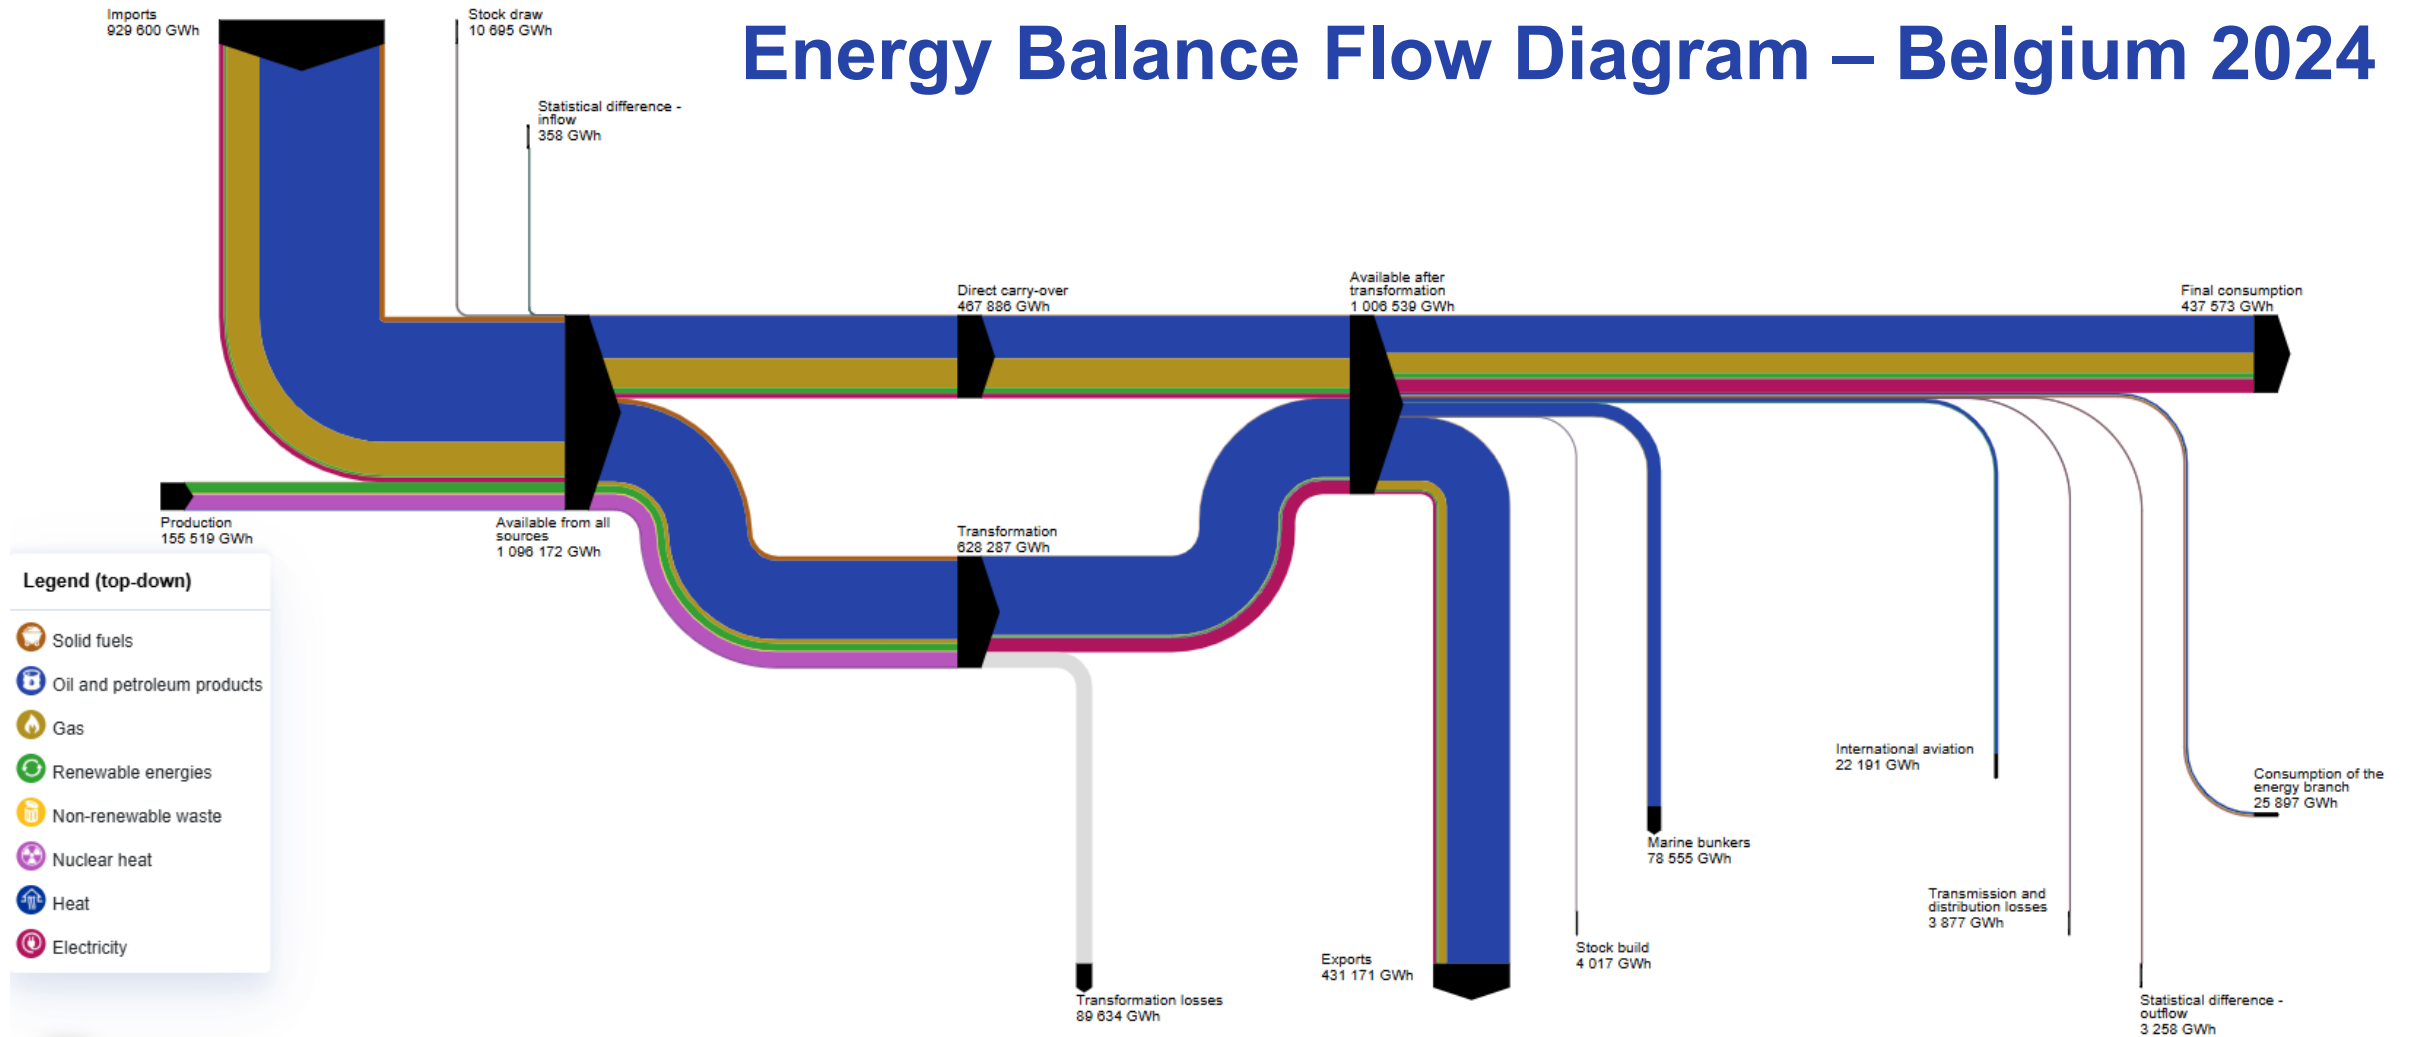 Imports
929 600 GWh
Stock draw
10 695 GWh
Energy Balance Flow Diagram – Belgium 2024
Statistical difference -
inflow
358 GWh
Direct carry-over
467 886 GWh
Available after
transformation
1 006 539 GWh
Final consumption
437 573 GWh
Production
155 519 GWh
Available from all
sources
1 096 172 GWh
Transformation
628 287 GWh
Legend (top-down)
Solid fuels
Oil and petroleum products
Gas
Renewable energies
Non-renewable waste
Nuclear heat
Heat
Electricity
International aviation
22 191 GWh
Consumption of the
energy branch
25 897 GWh
Marine bunkers
78 555 GWh
Transmission and
distribution losses
3 877 GWh
Stock build
4 017 GWh
Exports
431 171 GWh
Transformation losses
89 634 GWh
Statistical difference -
outflow
3 258 GWh